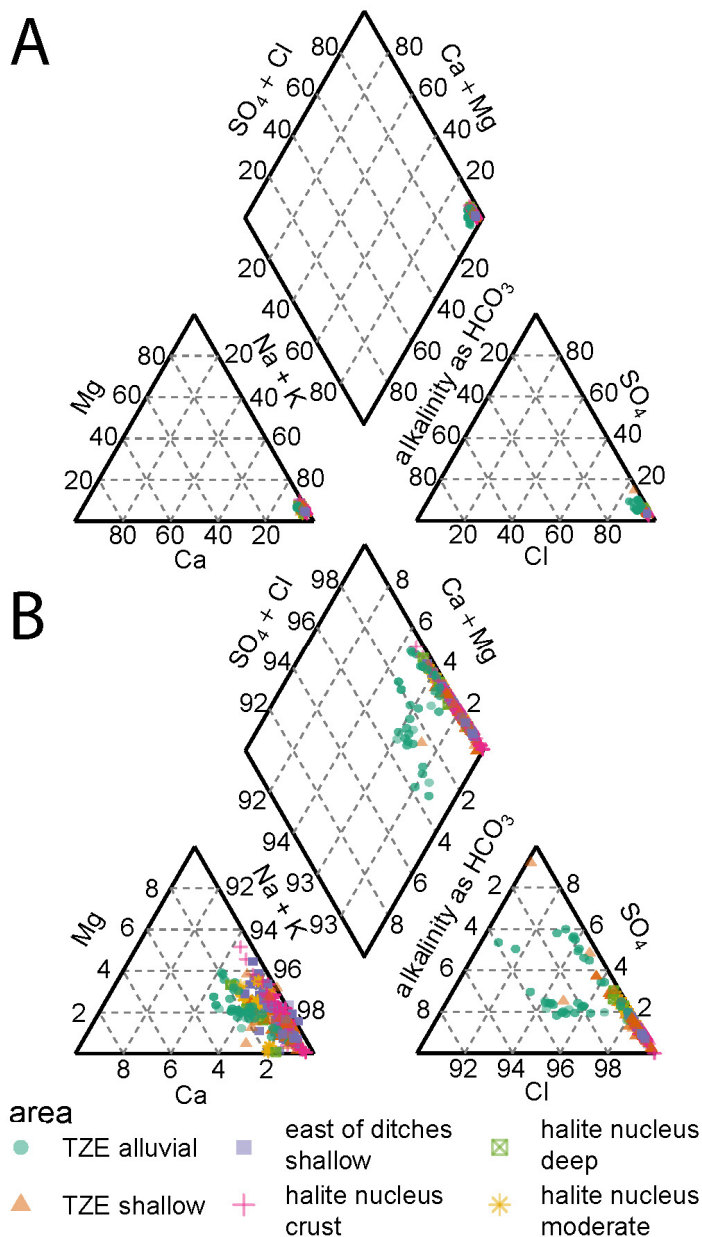 A
80 80
SO4 + Cl
Ca + Mg
60 60
40 40
20 20
20 20
40 40
60 60
80 80
Mg
Na + K
alkalinity as HCO3
SO4
80 20
60 40
40 60
20 80
80 60 40 20
Ca
20 80
40 60
60 40
80 20
20 40 60 80
Cl
B
98 8
SO4 + Cl
Ca + Mg
96 6
94 4
92 2
92 2
94 4
93 6
93 8
Mg
Na + K
alkalinity as HCO3
SO4
8 92
6 94
4 96
2 98
8 6 4 2
Ca
2 8
4 6
6 4
8 2
92 94 96 98
Cl
area
TZE alluvial
east of ditches
shallow
halite nucleus
deep
TZE shallow
halite nucleus
crust
halite nucleus
moderate